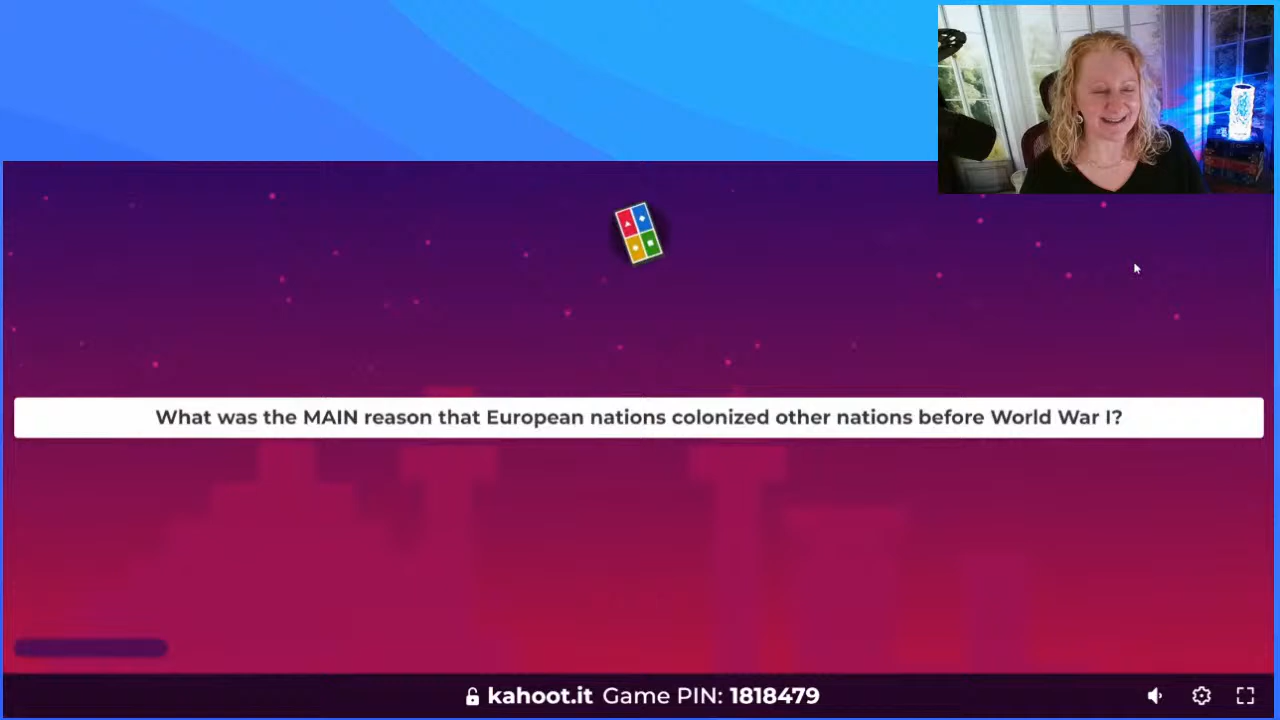 What was the MAIN reason that European nations colonized other nations before World War I?
kahoot.it Game PIN: 1818479